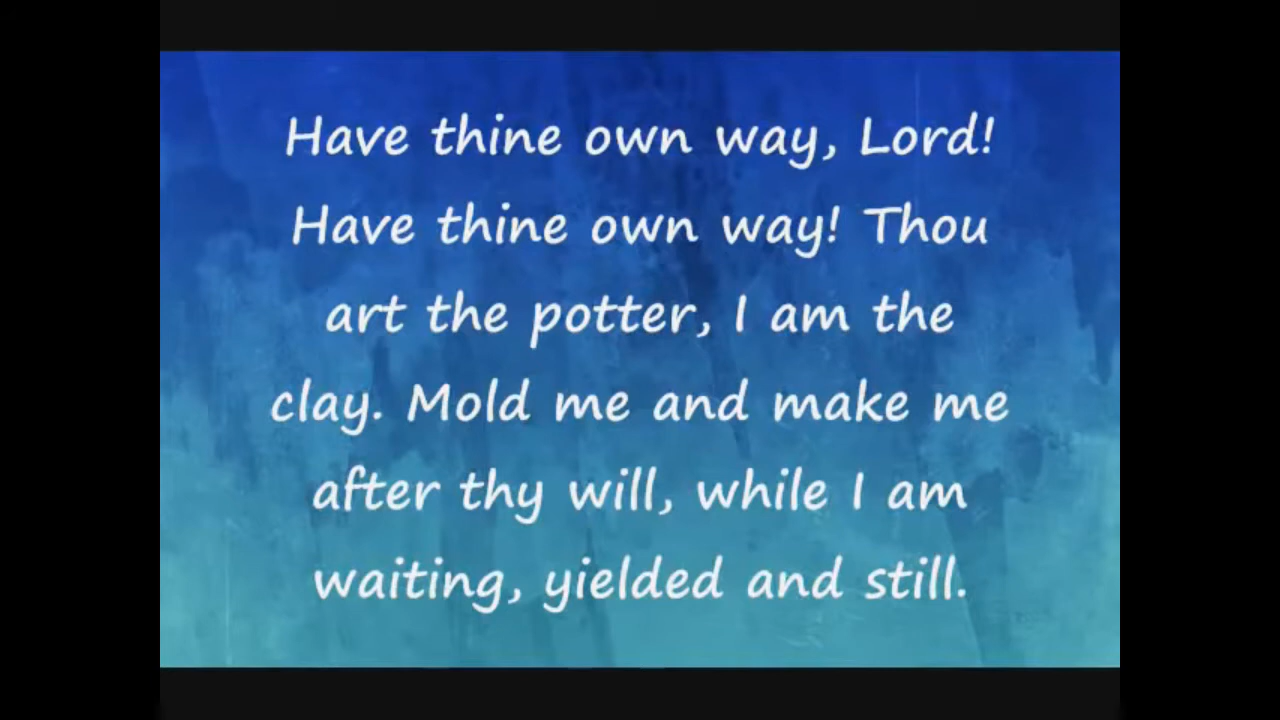 Have thine own way, Lord!
Have thine own way! Thou
art the potter, I am the
clay. Mold me and make me
after thy will, while I am
waiting, yielded and still.